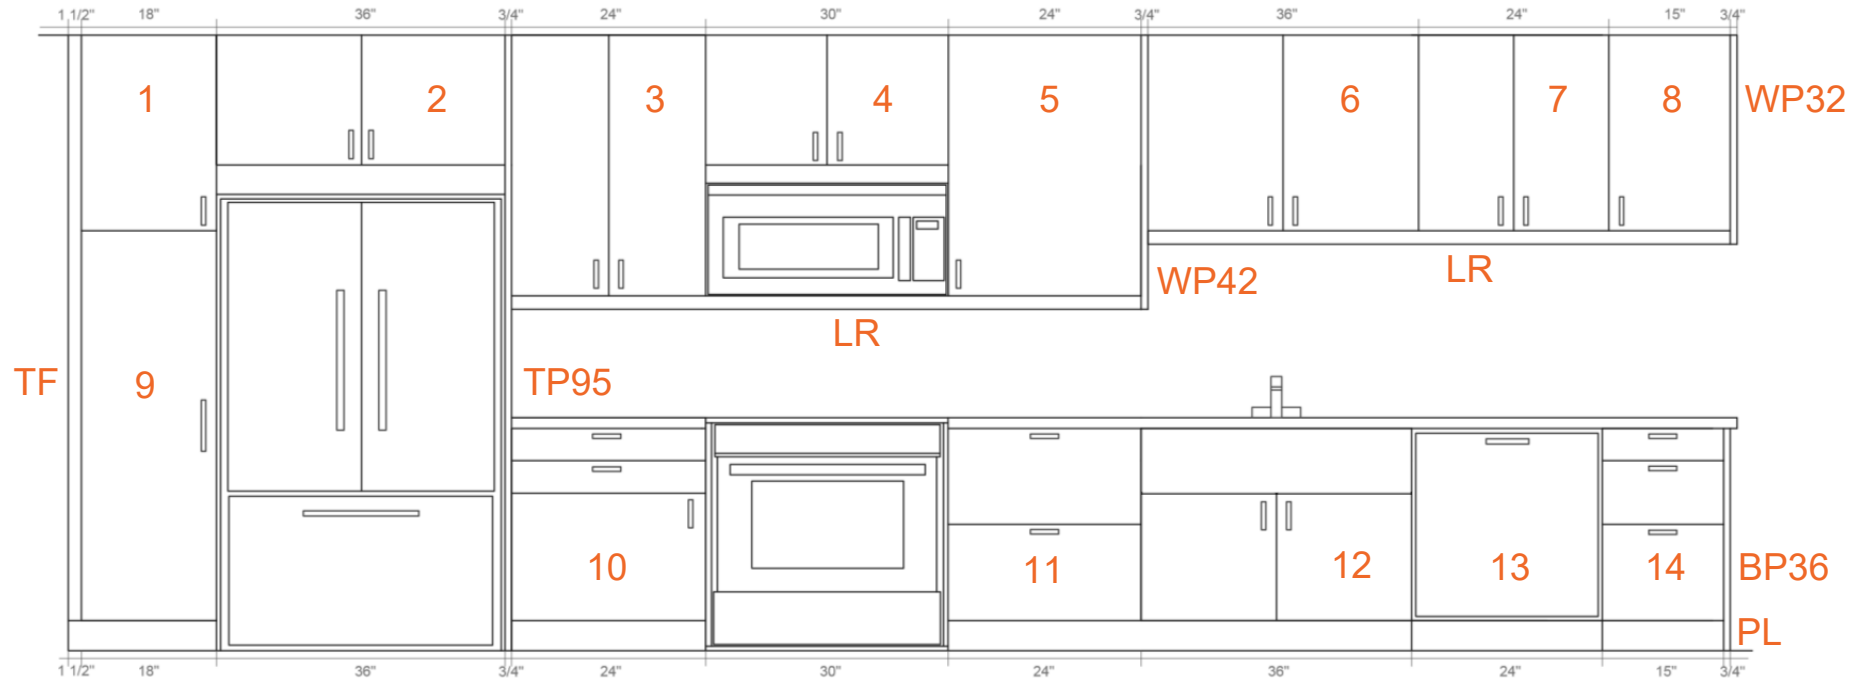 1 1/2" 18" 36" 3/4" 24" 30" 24" 3/4" 36" 24" 15" 3/4"
1 2 3 4 5 6 7 8 WP32
WP42 LR
LR
TF 9 TP95
10 11 12 13 14 BP36
PL
1 1/2" 18" 36" 3/4" 24" 30" 24" 36" 24" 15" 3/4"